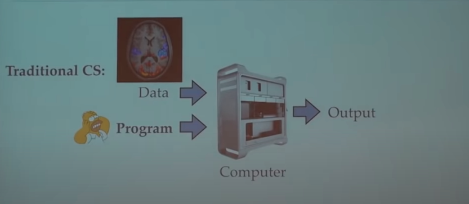 Traditional CS:
Data
Program
Output
Computer